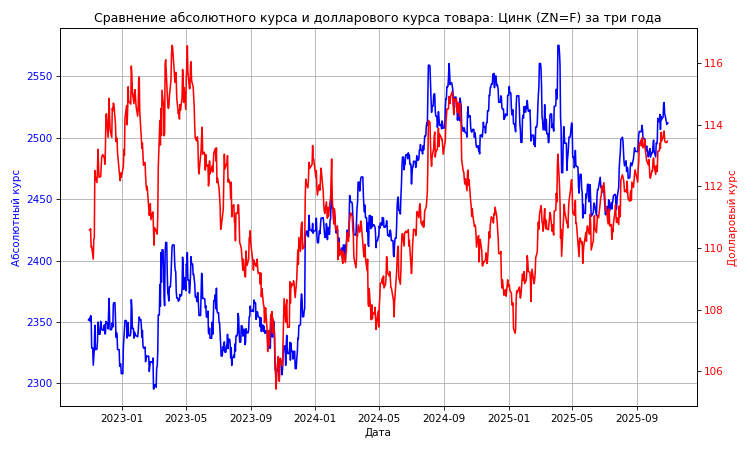 Сравнение абсолютного курса и долларового курса товара: Цинк (ZN=F) за три года
2550
2500
2450
2400
2350
2300
Абсолютный курс
116
114
112
110
108
106
Долларовый курс
2023-01 2023-05 2023-09 2024-01 2024-05 2024-09 2025-01 2025-05 2025-09
Дата